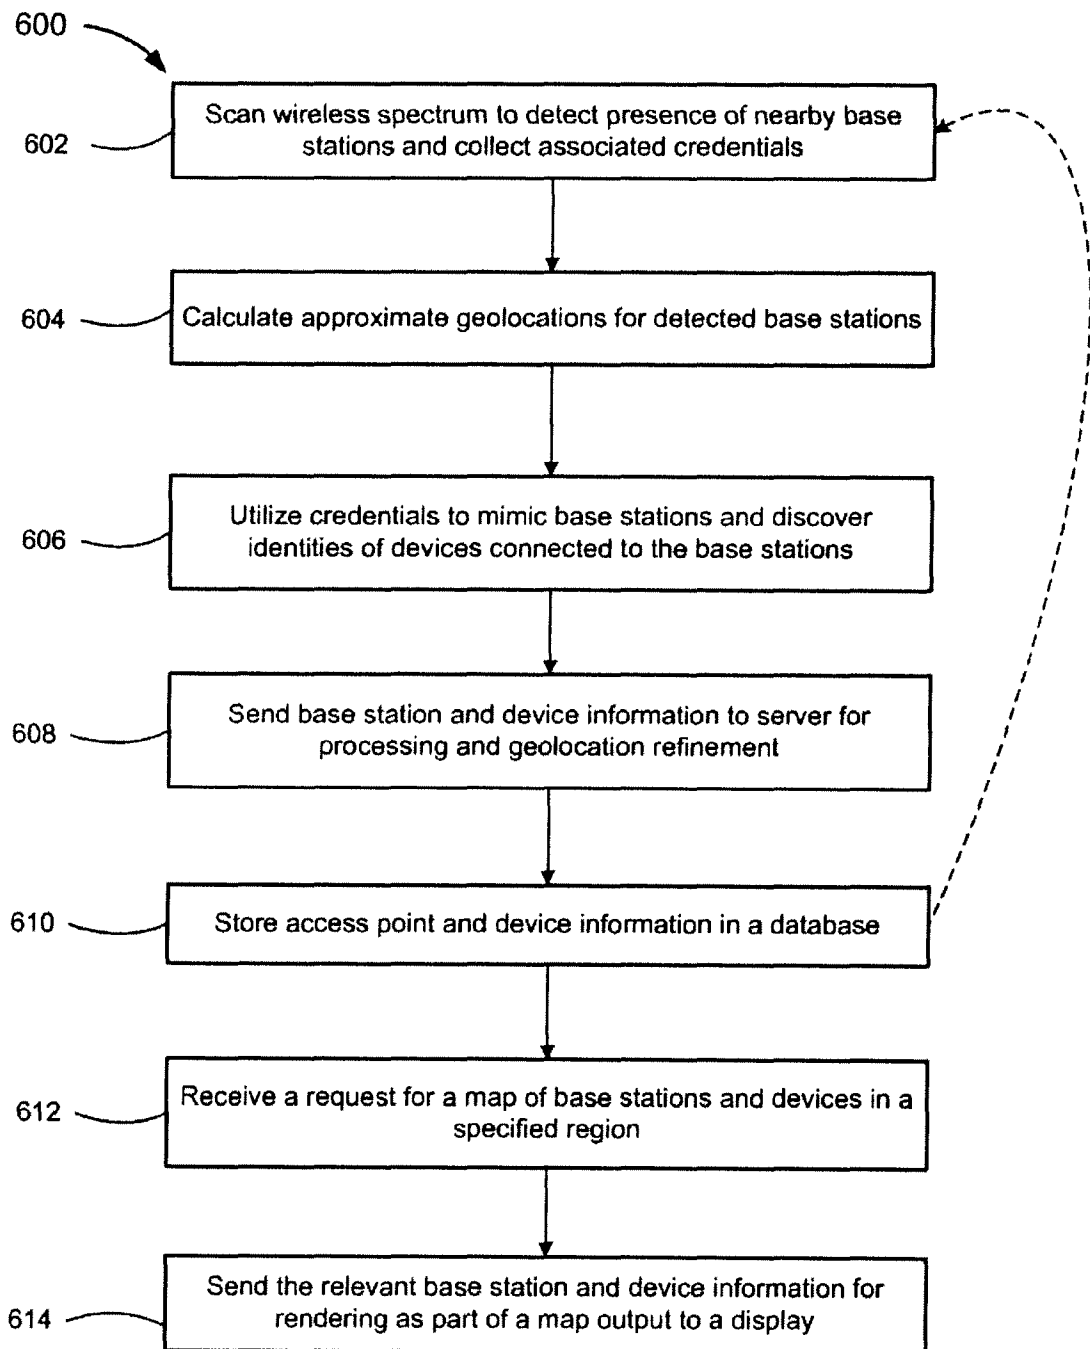 600
602
Scan wireless spectrum to detect presence of nearby base
stations and collect associated credentials
604
Calculate approximate geolocations for detected base stations
606
Utilize credentials to mimic base stations and discover
identities of devices connected to the base stations
608
Send base station and device information to server for
processing and geolocation refinement
610
Store access point and device information in a database
612
Receive a request for a map of base stations and devices in a
specified region
614
Send the relevant base station and device information for
rendering as part of a map output to a display